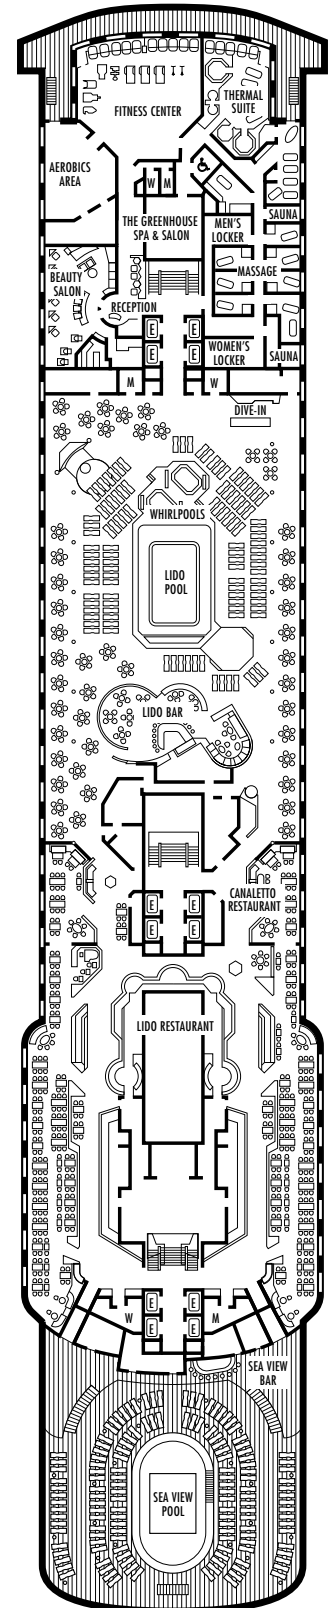 THERMAL
SUITE
FITNESS CENTER
AEROBICS
AREA
W M
SAUNA
THE GREENHOUSE
SPA & SALON
MEN'S
LOCKER
MASSAGE
BEAUTY
SALON
RECEPTION
E E
WOMEN'S
LOCKER
E E
SAUNA
M W
DIVE-IN
WHIRLPOOLS
LIDO
POOL
LIDO BAR
CANALETTO
RESTAURANT
E E
E E
LIDO RESTAURANT
E E
W M
E E
SEA VIEW
BAR
SEA VIEW
POOL